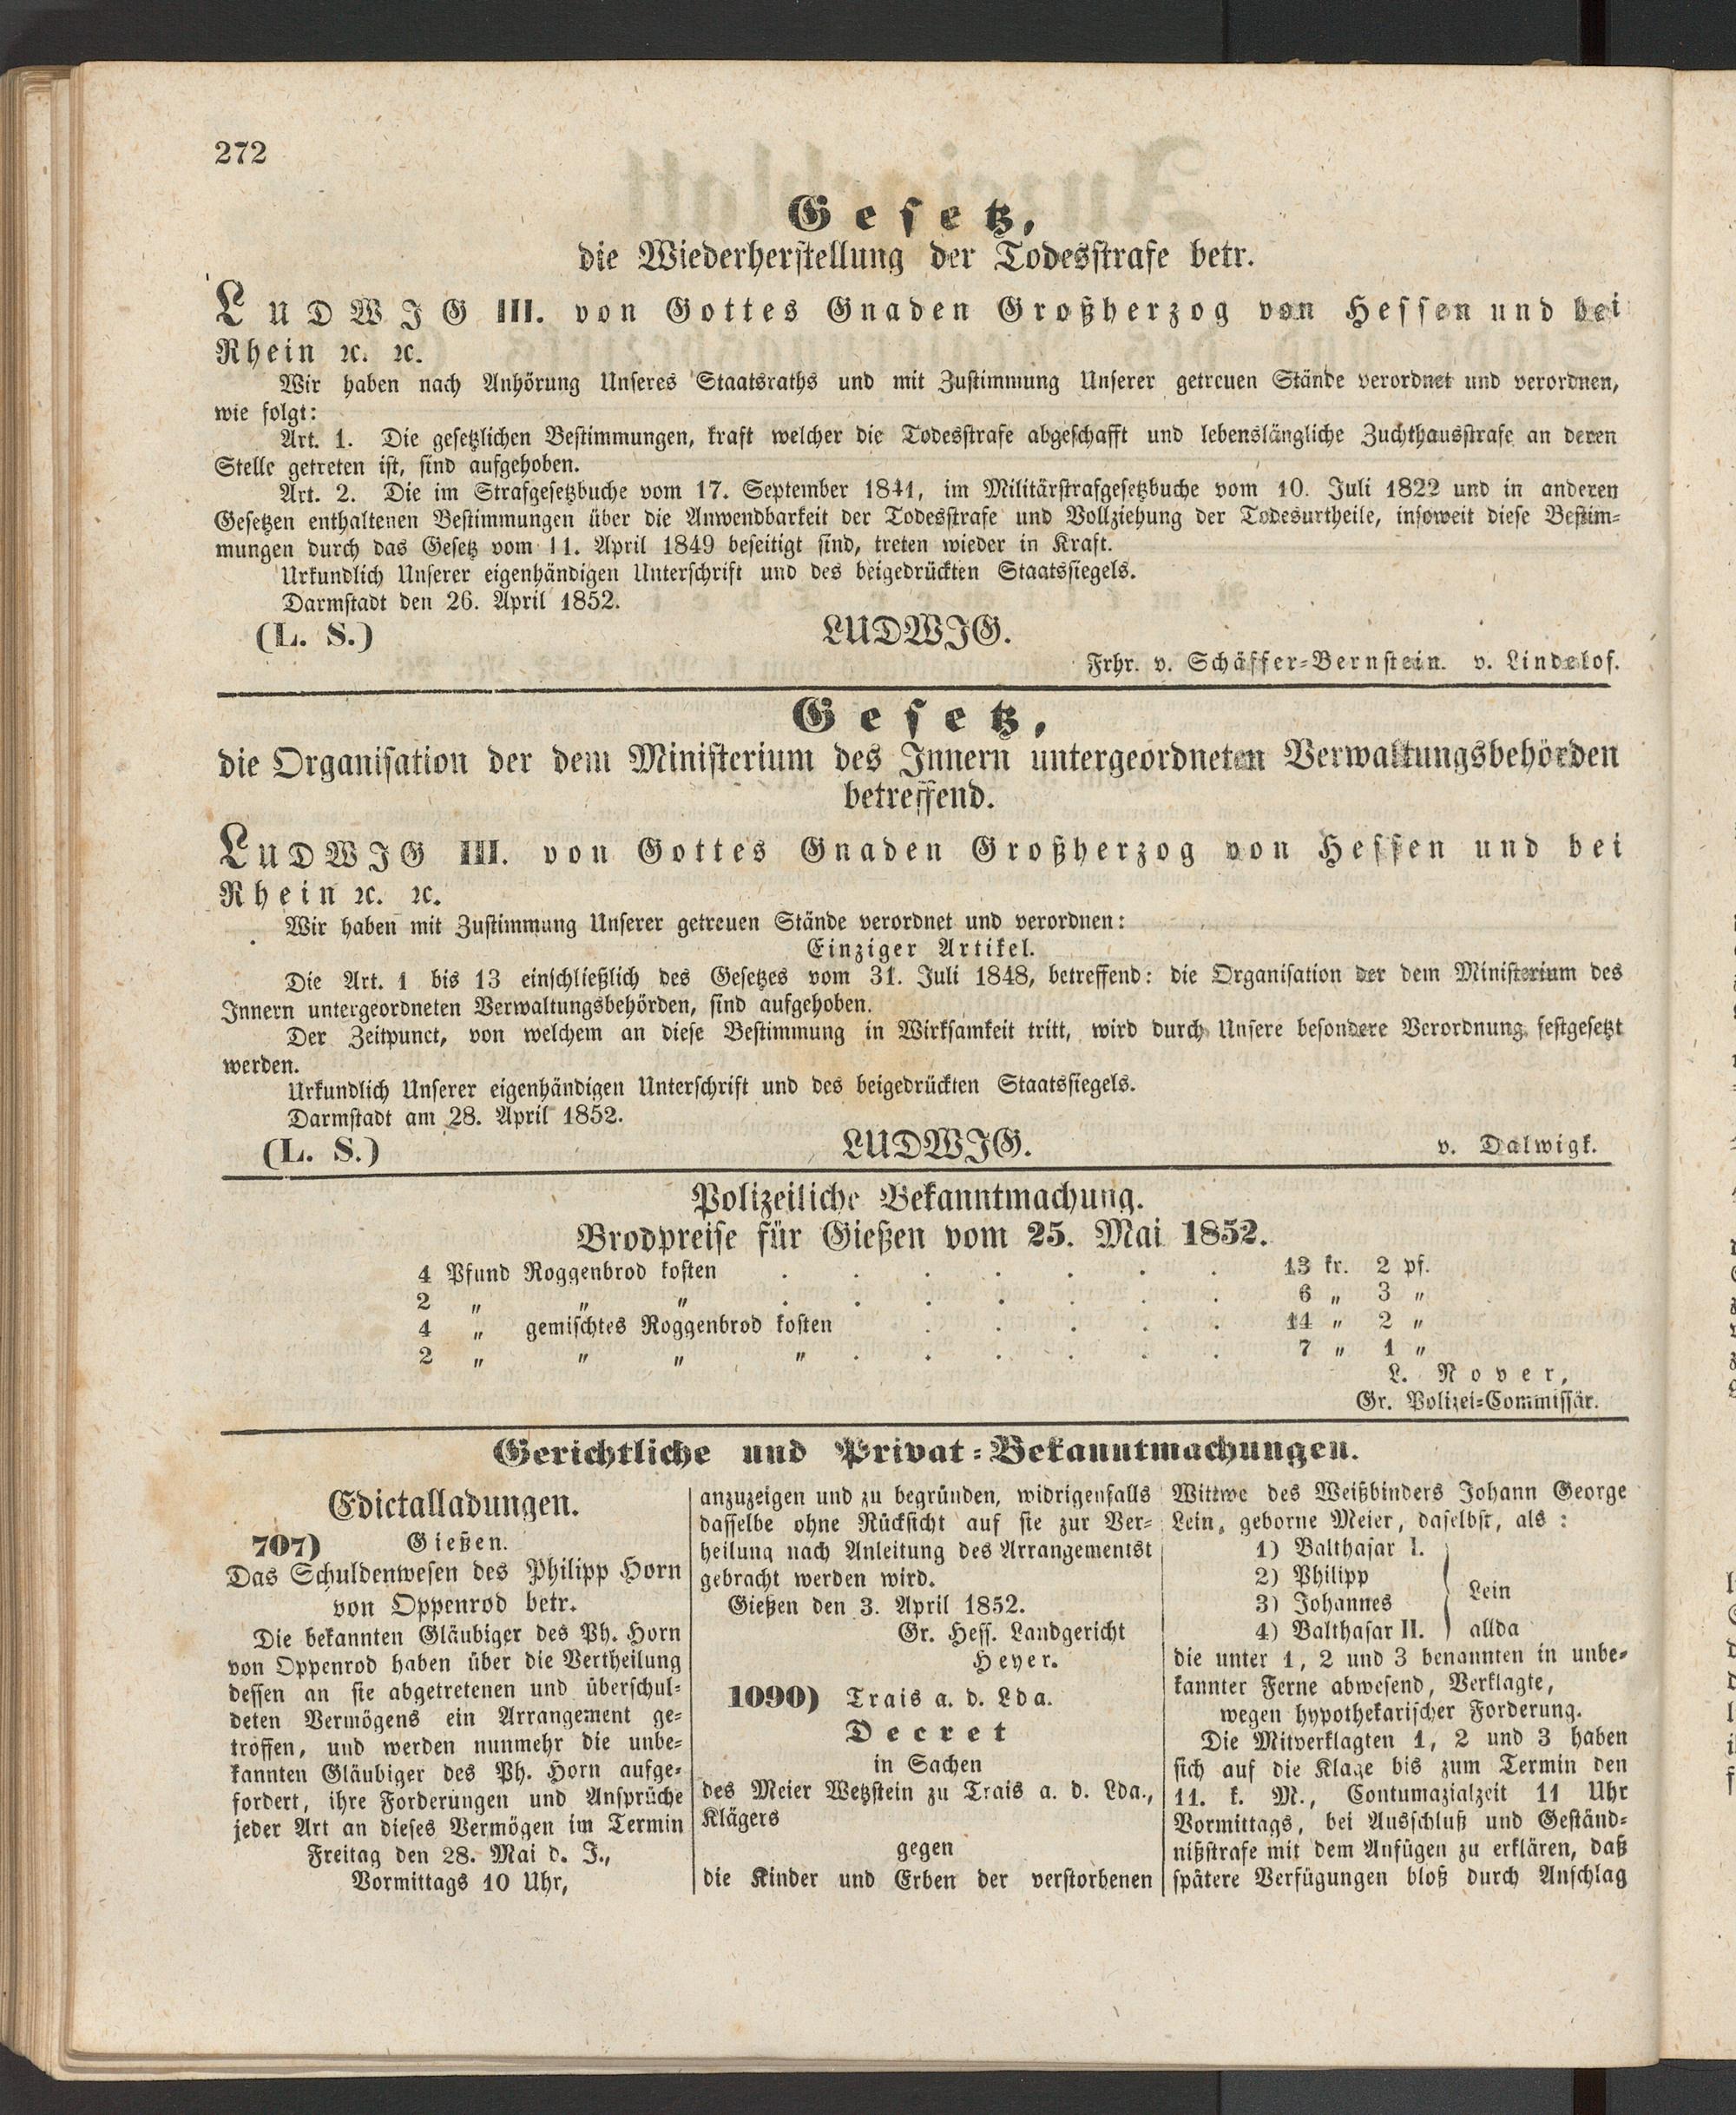 272
Gesetz,
die Wiederherstellung der Todesstrafe betr.
LUDWIG III. von Gottes Gnaden Großherzog von Hessen und bei
Rhein ꝛc. ꝛc.
Wir haben nach Anhörung Unseres Staatsraths und mit Zustimmung Unserer getreuen Stände verordnet und verordnen,
wie folgt:
Art. 1. Die gesetzlichen Bestimmungen, kraft welcher die Todesstrafe abgeschafft und lebenslängliche Zuchthausstrafe an deren
Stelle getreten ist, sind aufgehoben.
Art. 2. Die im Strafgesetzbuche vom 17. September 1841, im Militärstrafgesetzbuche vom 10. Juli 1822 und in anderen
Gesetzen enthaltenen Bestimmungen über die Anwendbarkeit der Todesstrafe und Vollziehung der Todesurtheile, insoweit diese Bestim-
mungen durch das Gesetz vom 11. April 1849 beseitigt sind, treten wieder in Kraft.
Urkundlich Unserer eigenhändigen Unterschrift und des beigedrückten Staatssiegels.
Darmstadt den 26. April 1852.
(L. S.) LUDWIG.
Frhr. v. Schäffer-Bernstein. v. Lindelof.
Gesetz,
die Organisation der dem Ministerium des Innern untergeordneten Verwaltungsbehörden
betreffend.
LUDWIG III. von Gottes Gnaden Großherzog von Hessen und bei
Rhein ꝛc. ꝛc.
Wir haben mit Zustimmung Unserer getreuen Stände verordnet und verordnen:
Einziger Artikel.
Die Art. 1 bis 13 einschließlich des Gesetzes vom 31. Juli 1848, betreffend: die Organisation der dem Ministerium des
Innern untergeordneten Verwaltungsbehörden, sind aufgehoben.
Der Zeitpunct, von welchem an diese Bestimmung in Wirksamkeit tritt, wird durch Unsere besondere Verordnung festgesetzt
werden.
Urkundlich Unserer eigenhändigen Unterschrift und des beigedrückten Staatssiegels.
Darmstadt am 28. April 1852.
(L. S.) LUDWIG. v. Dalwigk.
Polizeiliche Bekanntmachung.
Brodpreise für Gießen vom 25. Mai 1852.
4 Pfund Roggenbrod kosten . . . . . . . 13 kr. 2 pf.
2 " " " . . . . . . . 6 " 3 "
4 " gemischtes Roggenbrod kosten . . . . . 14 " 2 "
2 " " " " . . . . . . 7 " 1 "
L. Nover,
Gr. Polizei-Commissär.
Gerichtliche und Privat-Bekanntmachungen.
Edictalladungen.
707) Gießen.
Das Schuldenwesen des Philipp Horn
von Oppenrod betr.
Die bekannten Gläubiger des Ph. Horn
von Oppenrod haben über die Vertheilung
dessen an sie abgetretenen und überschul-
deten Vermögens ein Arrangement ge-
troffen, und werden nunmehr die unbe-
kannten Gläubiger des Ph. Horn aufge-
fordert, ihre Forderungen und Ansprüche
jeder Art an dieses Vermögen im Termin
Freitag den 28. Mai d. J.,
Vormittags 10 Uhr,
anzuzeigen und zu begründen, widrigenfalls
dasselbe ohne Rücksicht auf sie zur Ver-
heilung nach Anleitung des Arrangementst
gebracht werden wird.
Gießen den 3. April 1852.
Gr. Hess. Landgericht
Heyer.
1090) Trais a. d. Lda.
Decret
in Sachen
des Meier Wetzstein zu Trais a. d. Lda.,
Klägers
gegen
die Kinder und Erben der verstorbenen
Wittwe des Weißbinders Johann George
Lein, geborne Meier, daselbst, als:
1) Balthasar I.
2) Philipp
3) Johannes
4) Balthasar II.
Lein
allda
die unter 1, 2 und 3 benannten in unbe-
kannter Ferne abwesend, Verklagte,
wegen hypothekarischer Forderung.
Die Mitverklagten 1, 2 und 3 haben
sich auf die Klage bis zum Termin den
11. k. M., Contumazialzeit 11 Uhr
Vormittags, bei Ausschluß und Geständ-
nißstrafe mit dem Anfügen zu erklären, daß
spätere Verfügungen bloß durch Anschlag